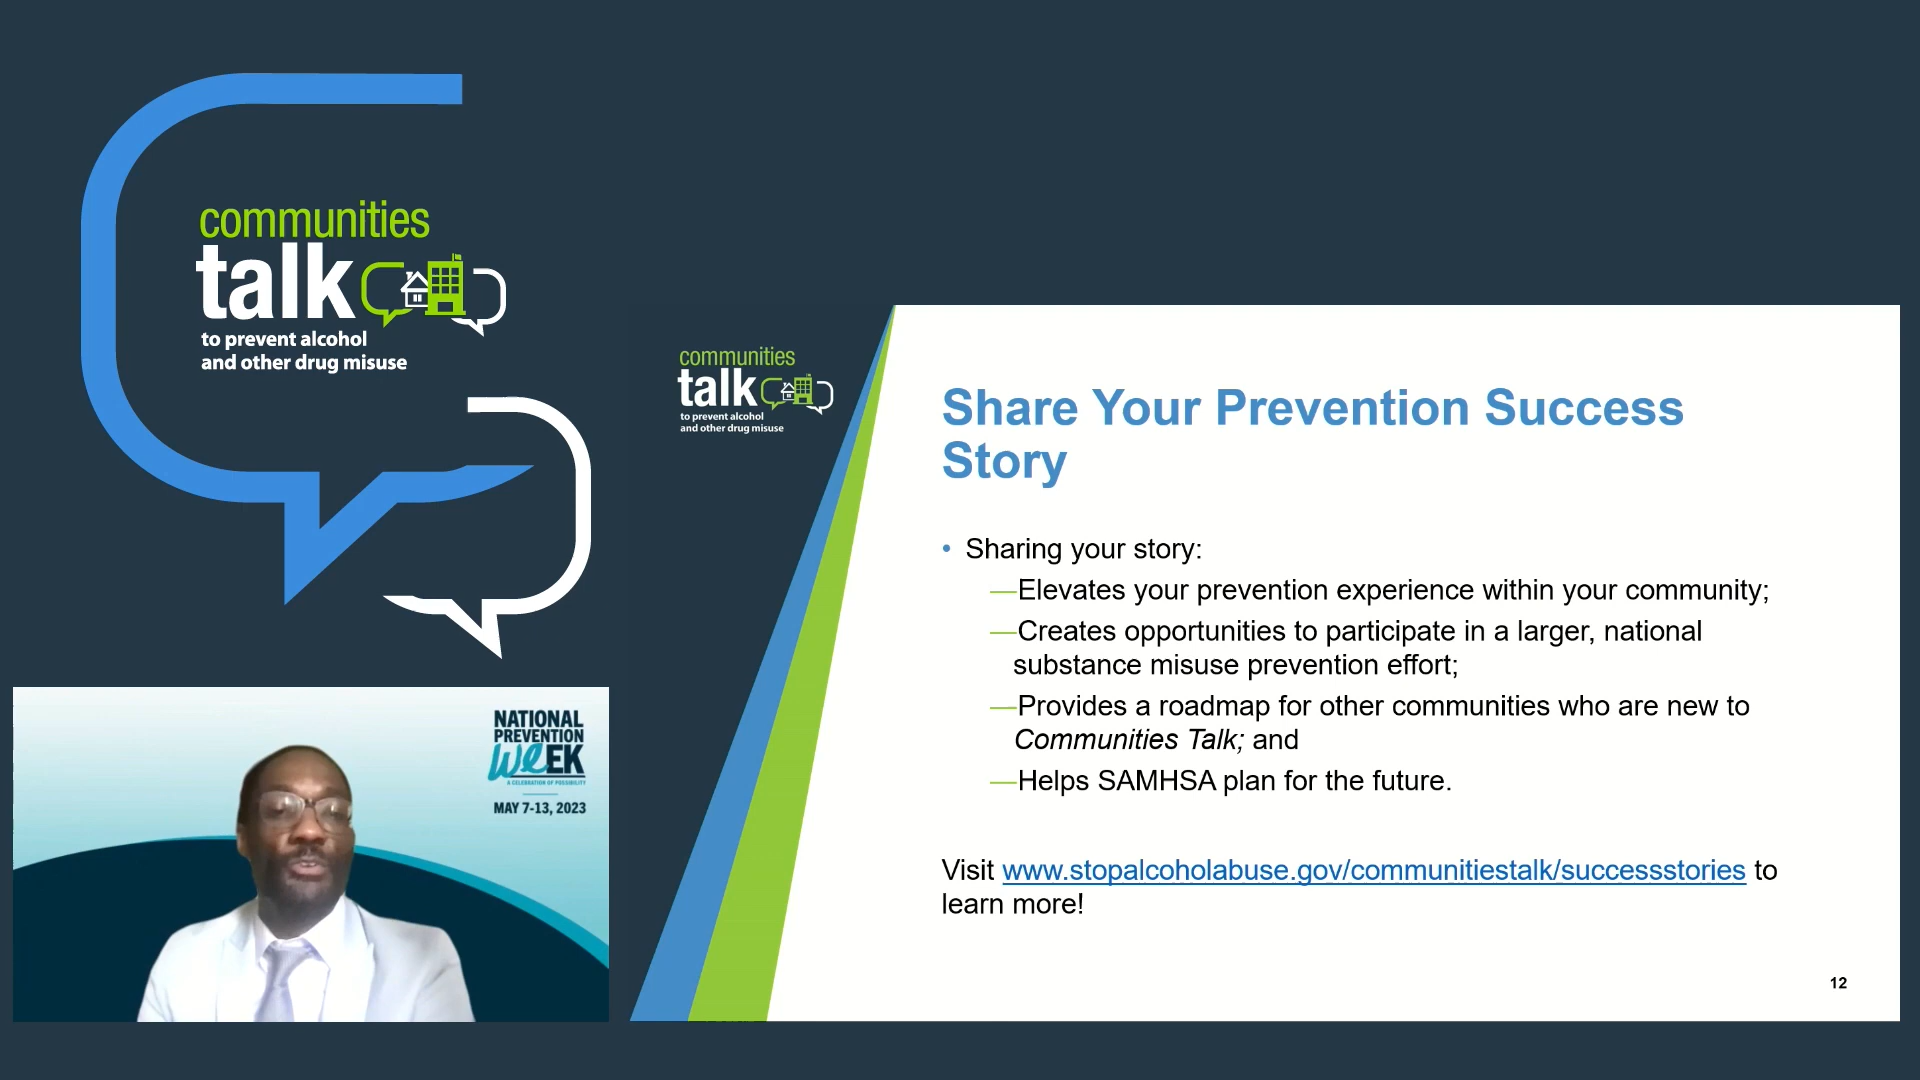 communities
talk
to prevent alcohol
and other drug misuse
NATIONAL
PREVENTION
WeEK
A CELEBRATION OF POSSIBILITY
MAY 7-13, 2023
communities
talk
to prevent alcohol
and other drug misuse
Share Your Prevention Success
Story
• Sharing your story:
—Elevates your prevention experience within your community;
—Creates opportunities to participate in a larger, national
substance misuse prevention effort;
—Provides a roadmap for other communities who are new to
Communities Talk; and
—Helps SAMHSA plan for the future.
Visit www.stopalcoholabuse.gov/communitiestalk/successstories to
learn more!
12